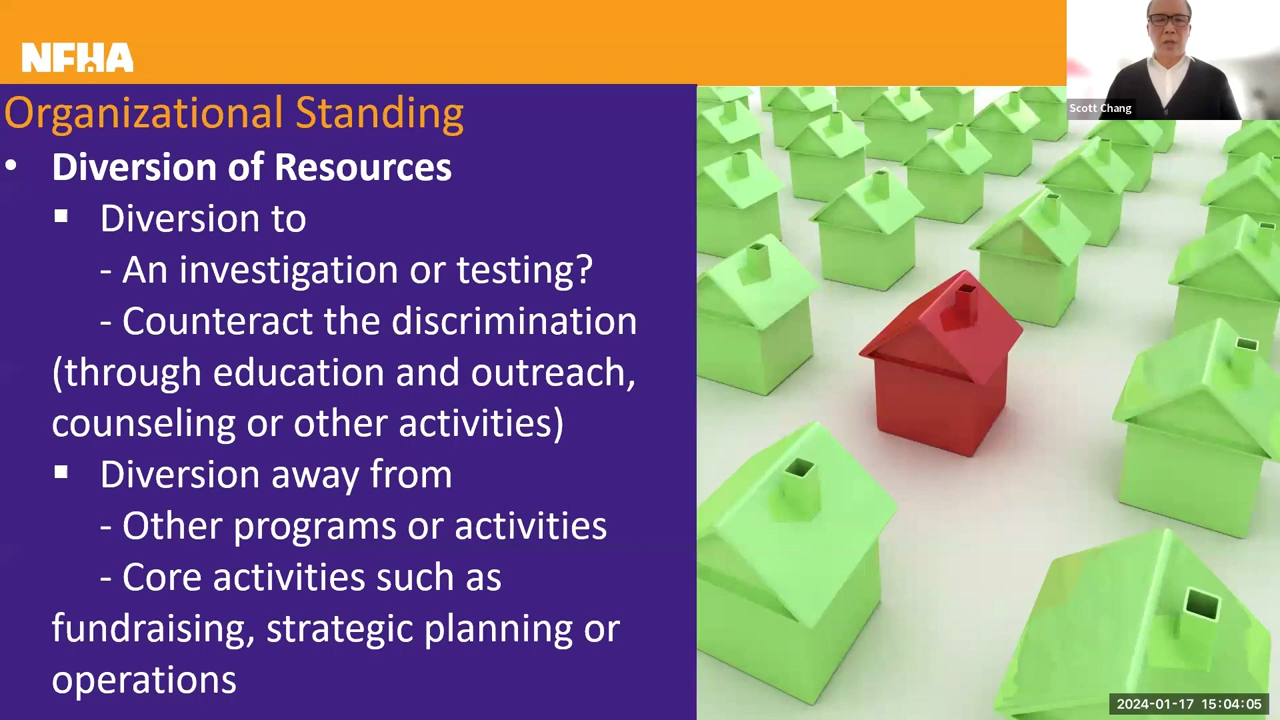 NFHA
Scott Chang
Organizational Standing
• Diversion of Resources
▪ Diversion to
- An investigation or testing?
- Counteract the discrimination
(through education and outreach,
counseling or other activities)
▪ Diversion away from
- Other programs or activities
- Core activities such as
fundraising, strategic planning or
operations
2024-01-17 15:04:05